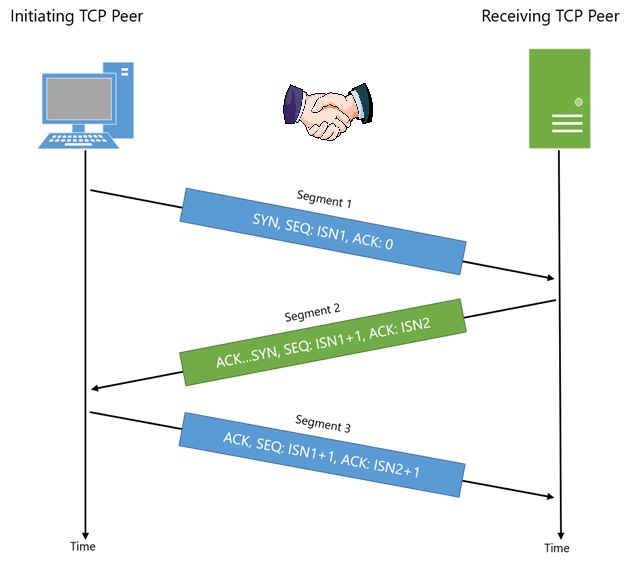 Initiating TCP Peer
Receiving TCP Peer
Segment 1
SYN, SEQ: ISN1, ACK: 0
Segment 2
ACK...SYN, SEQ: ISN1+1, ACK: ISN2
Segment 3
ACK, SEQ: ISN1+1, ACK: ISN2+1
Time
Time